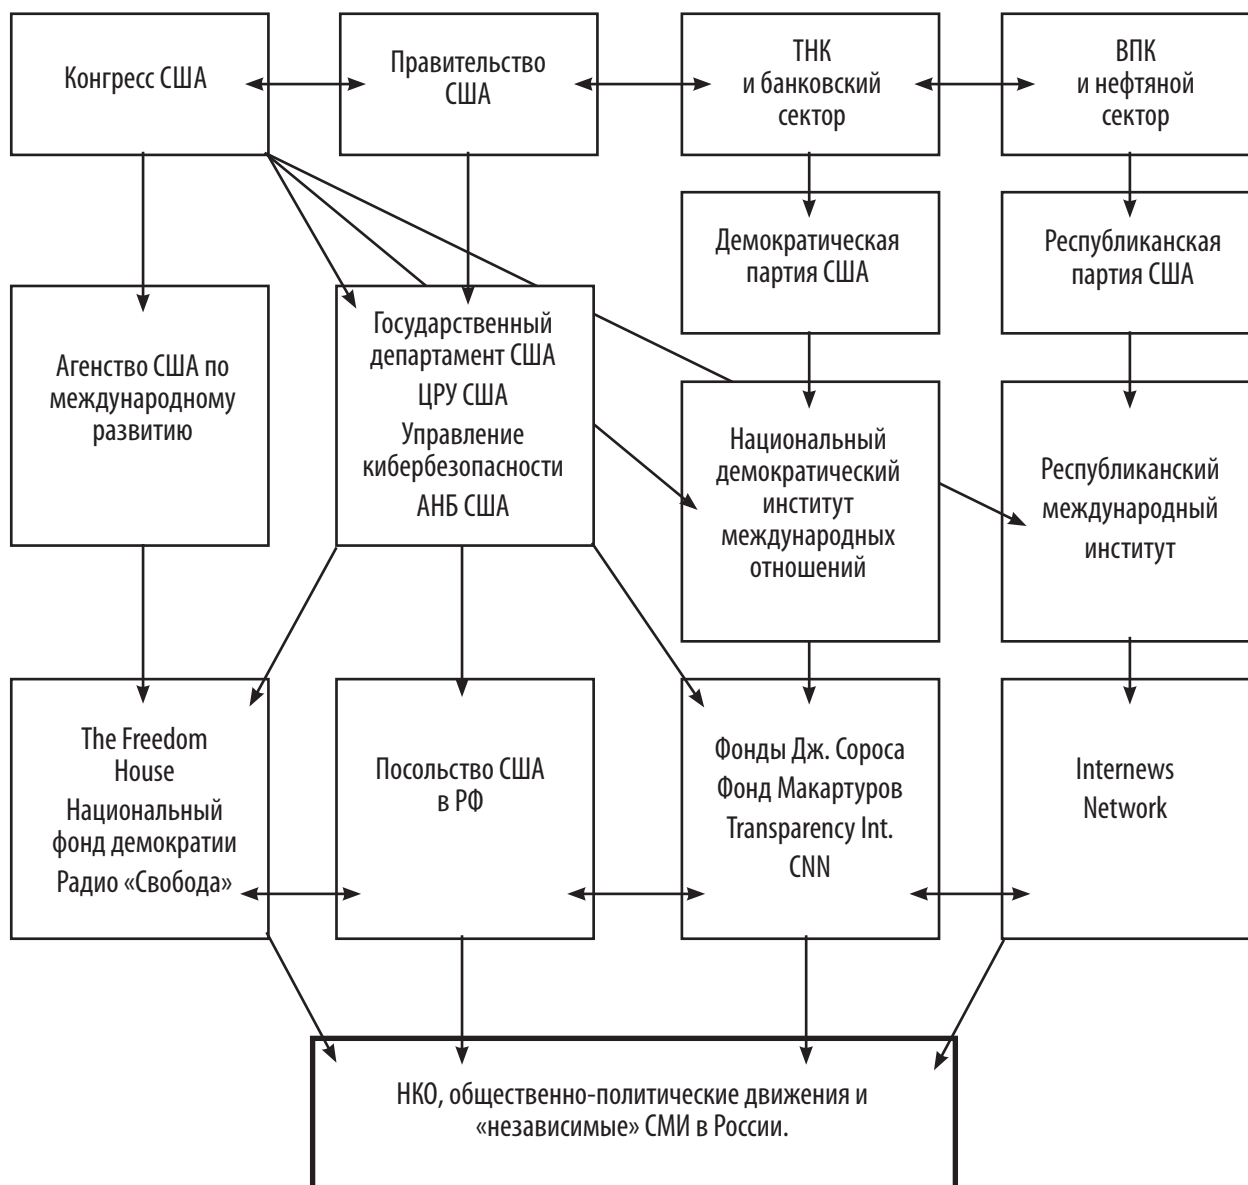 Конгресс США
Правительство
США
ТНК
и банковский
сектор
ВПК
и нефтяной
сектор
Демократическая
партия США
Республиканская
партия США
Агенство США по
международному
развитию
Государственный
департамент США
ЦРУ США
Управление
кибербезопасности
АНБ США
Национальный
демократический
институт
международных
отношений
Республиканский
международный
институт
The Freedom
House
Национальный
фонд демократии
Радио «Свобода»
Посольство США
в РФ
Фонды Дж. Сороса
Фонд Макартуров
Transparency Int.
CNN
Internews
Network
НКО, общественно-политические движения и
«независимые» СМИ в России.